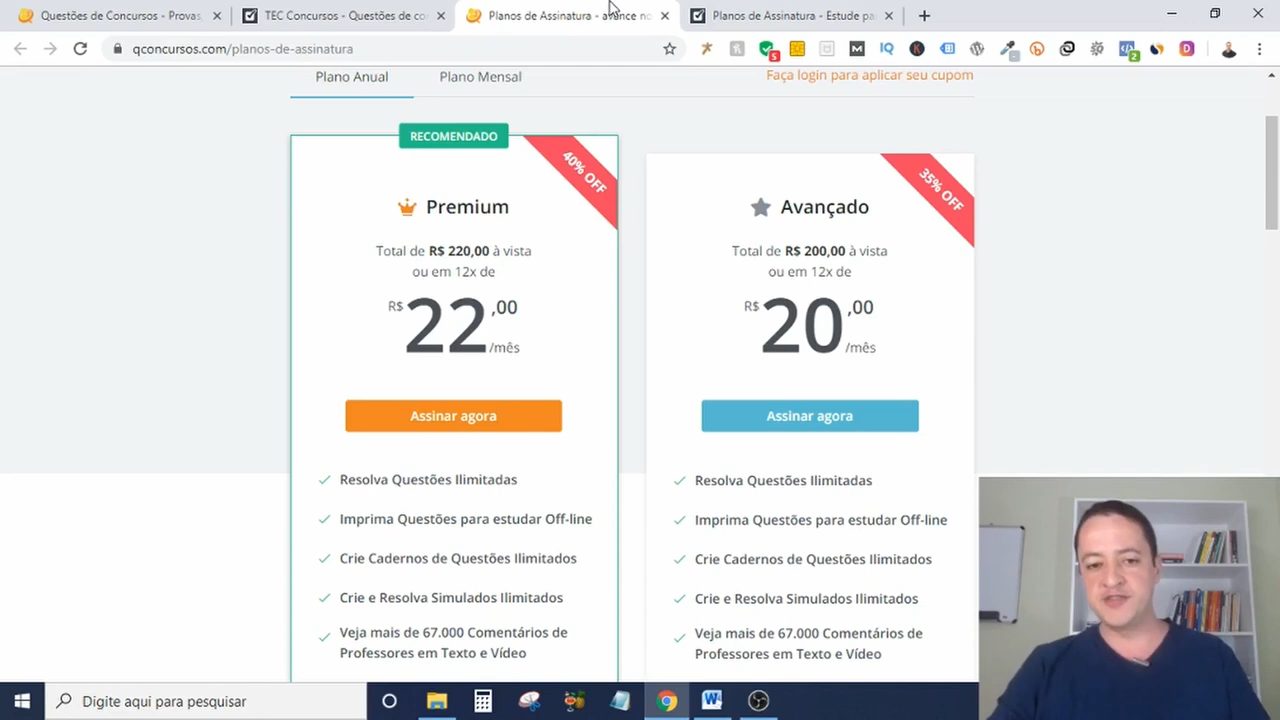 Questões de Concursos - Provas,
TEC Concursos - Questões de co
Planos de Assinatura - avance no
Planos de Assinatura - Estude pa
qconcursos.com/planos-de-assinatura
Plano Anual
Plano Mensal
Faça login para aplicar seu cupom
RECOMENDADO
40% OFF
Premium
Total de R$ 220,00 à vista
ou em 12x de
R$ 22,00
/mês
Assinar agora
Resolva Questões Ilimitadas
Imprima Questões para estudar Off-line
Crie Cadernos de Questões Ilimitados
Crie e Resolva Simulados Ilimitados
Veja mais de 67.000 Comentários de
Professores em Texto e Vídeo
35% OFF
Avançado
Total de R$ 200,00 à vista
ou em 12x de
R$ 20,00
/mês
Assinar agora
Resolva Questões Ilimitadas
Imprima Questões para estudar Off-line
Crie Cadernos de Questões Ilimitados
Crie e Resolva Simulados Ilimitados
Veja mais de 67.000 Comentários de
Professores em Texto e Vídeo
Digite aqui para pesquisar